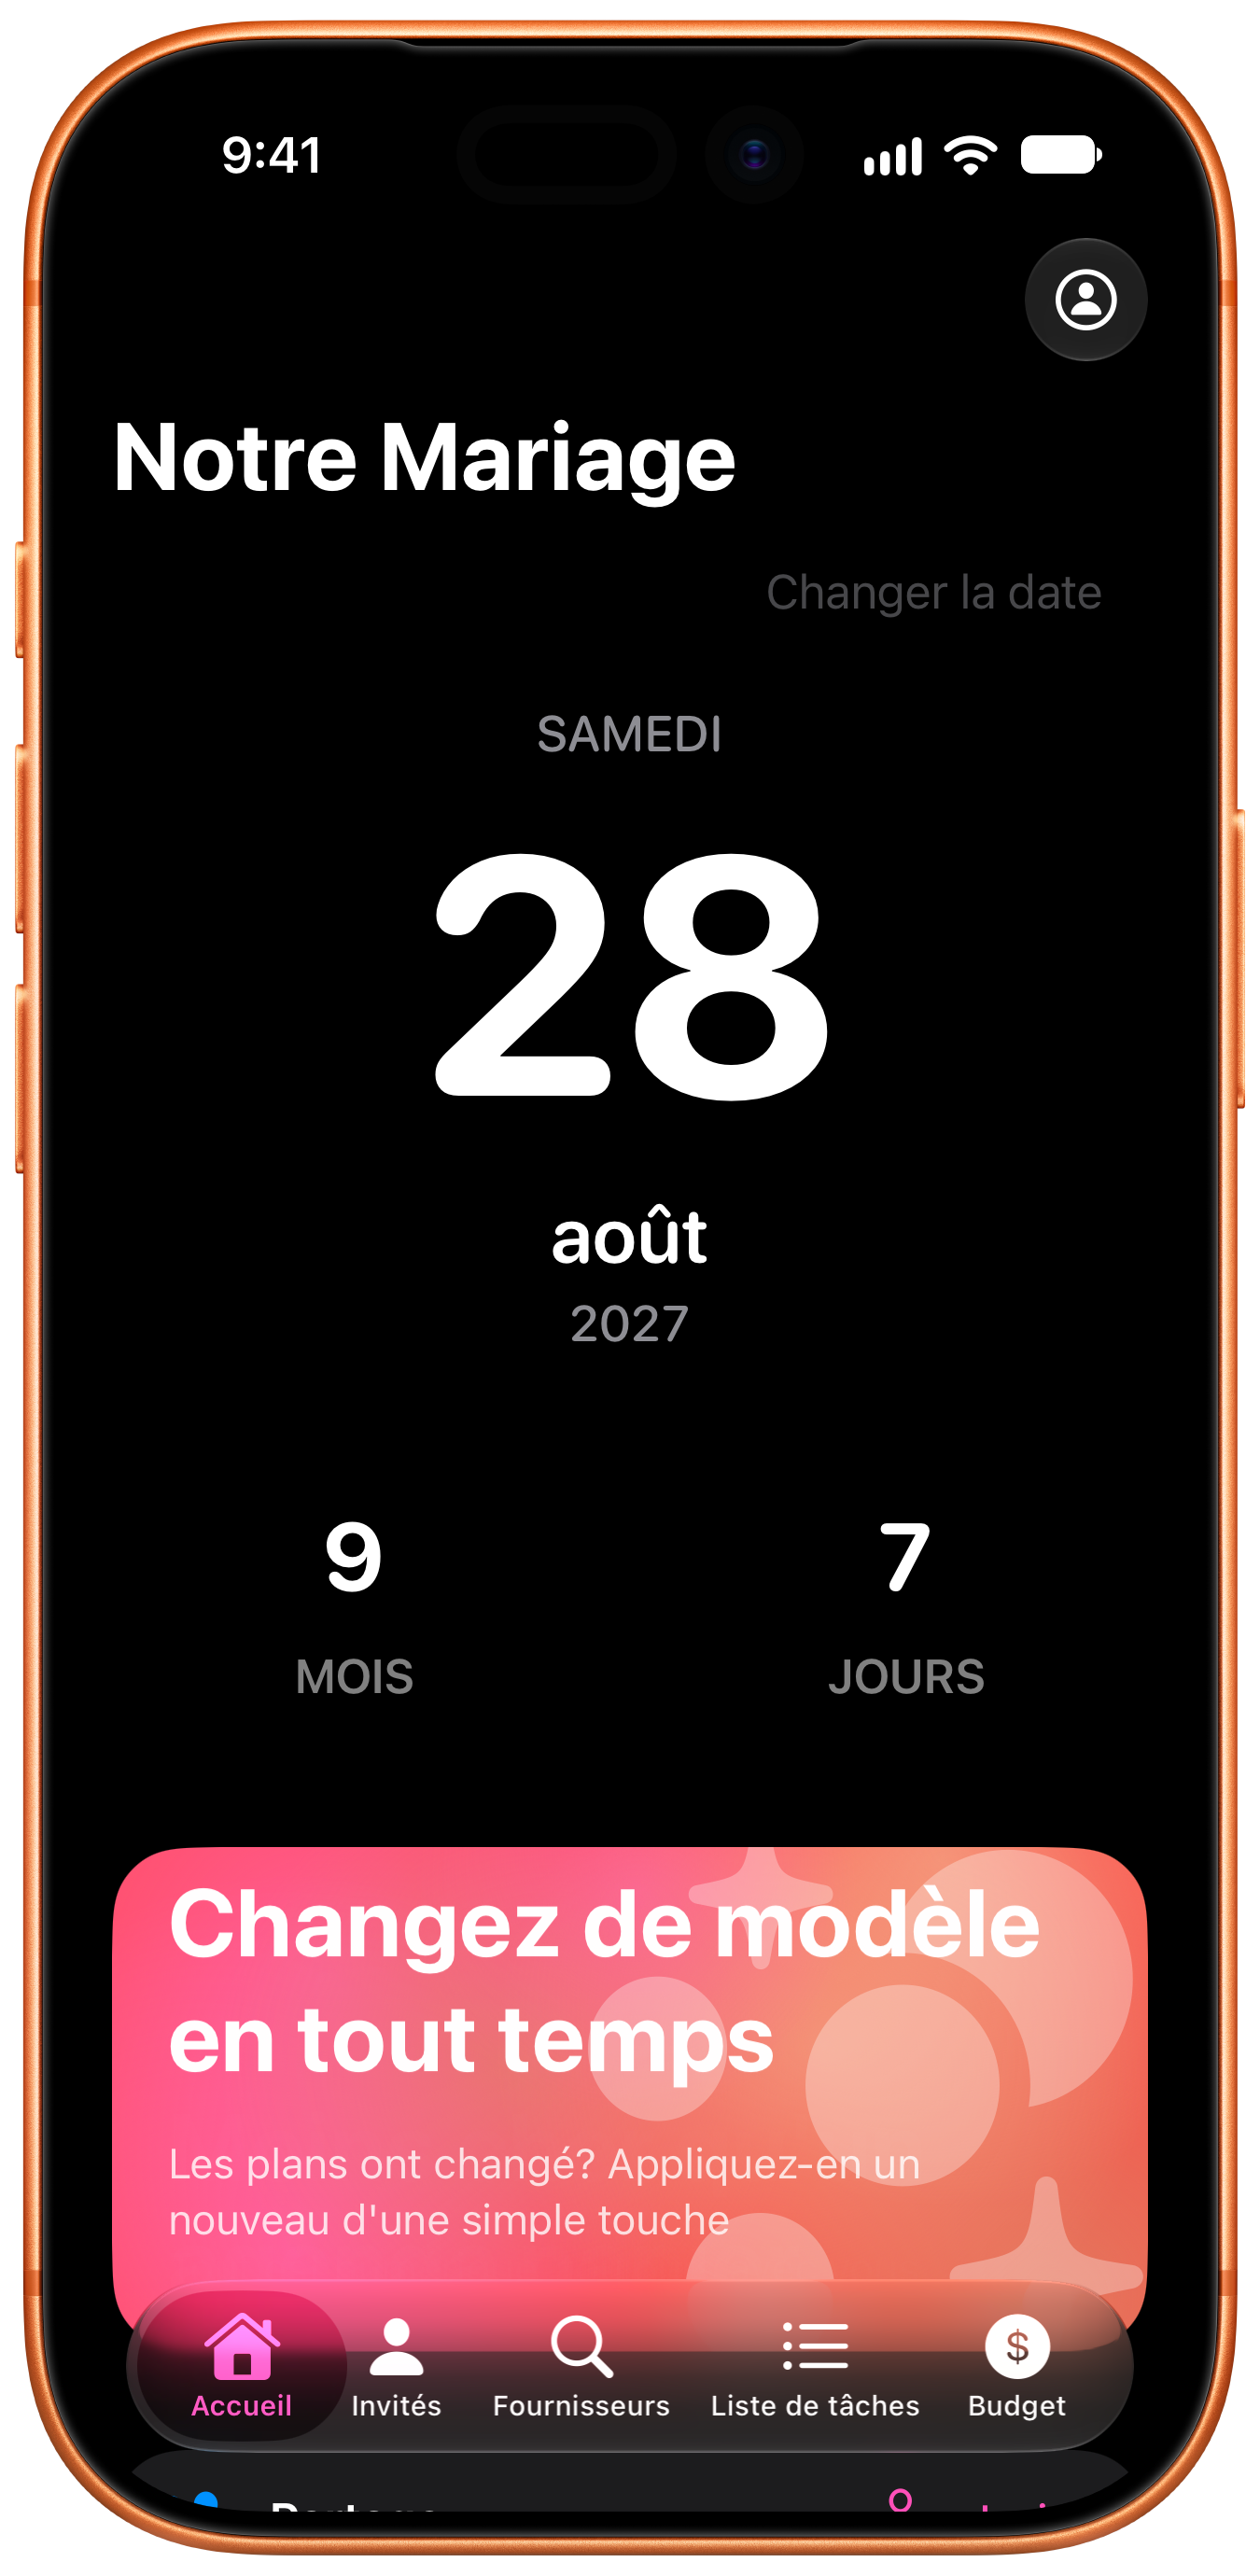 9:41
Notre Mariage
Changer la date
SAMEDI
28
août
2027
9
MOIS
7
JOURS
Changez de modèle
en tout temps
Les plans ont changé? Appliquez-en un
nouveau d'une simple touche
Accueil
Invités
Fournisseurs
Liste de tâches
$
Budget